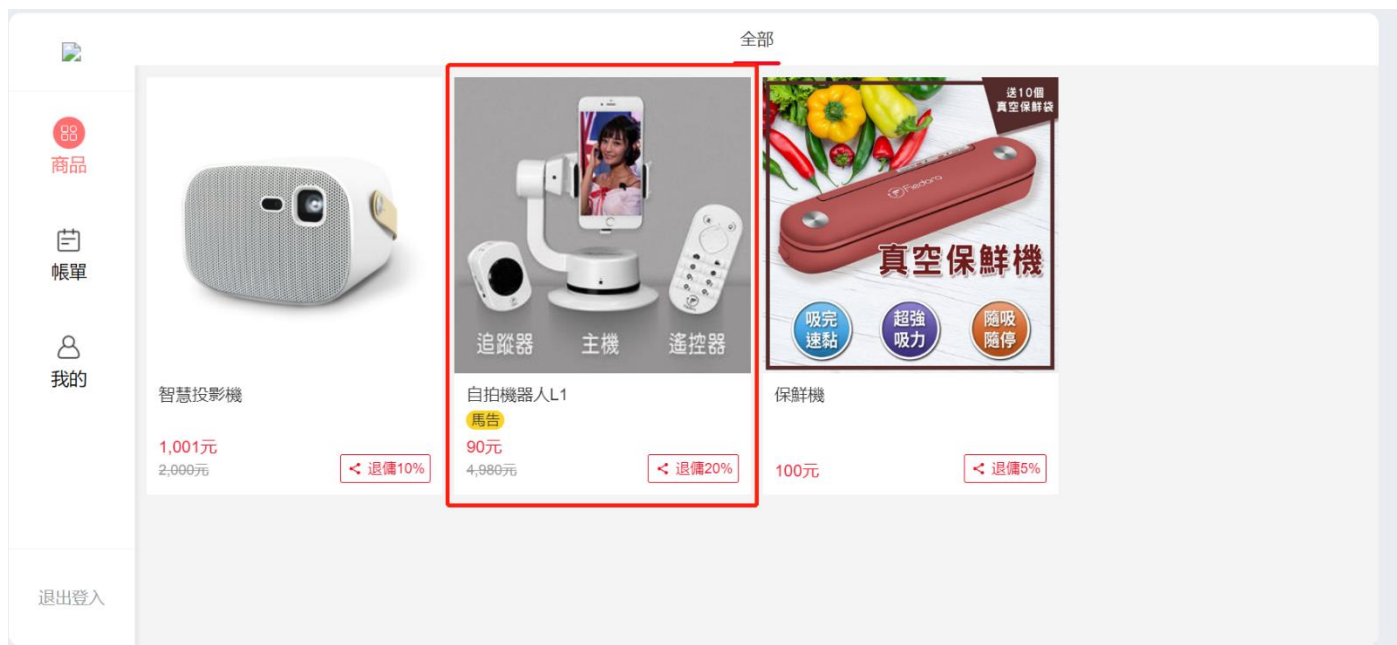 全部
商品
帳單
我的
退出登入
追蹤器 主機 遙控器
智慧投影機
1,001元
2,000元
退傭10%
自拍機器人L1
馬告
90元
4,980元
退傭20%
送10個
真空保鮮袋
Fiedora
真空保鮮機
吸完
速黏
超強
吸力
隨吸
隨停
保鮮機
100元
退傭5%